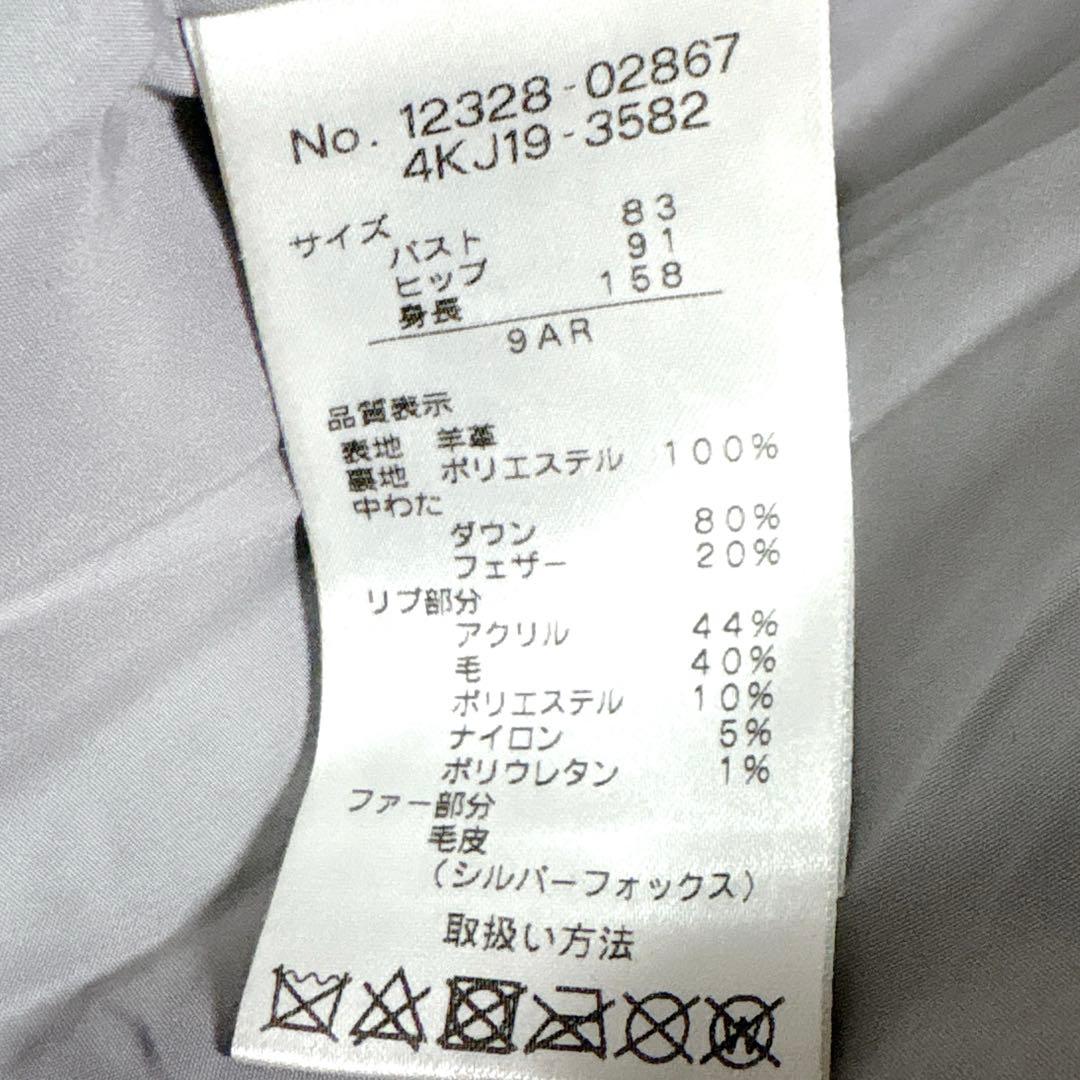 No. 12328-02867
4KJ19-3582
サイズ
バスト 83
ヒップ 91
身長 158
9AR
品質表示
表地 羊革
裏地 ポリエステル 100%
中わた
ダウン 80%
フェザー 20%
リブ部分
アクリル 44%
毛 40%
ポリエステル 10%
ナイロン 5%
ポリウレタン 1%
ファー部分
毛皮
(シルバーフォックス)
取扱い方法
W